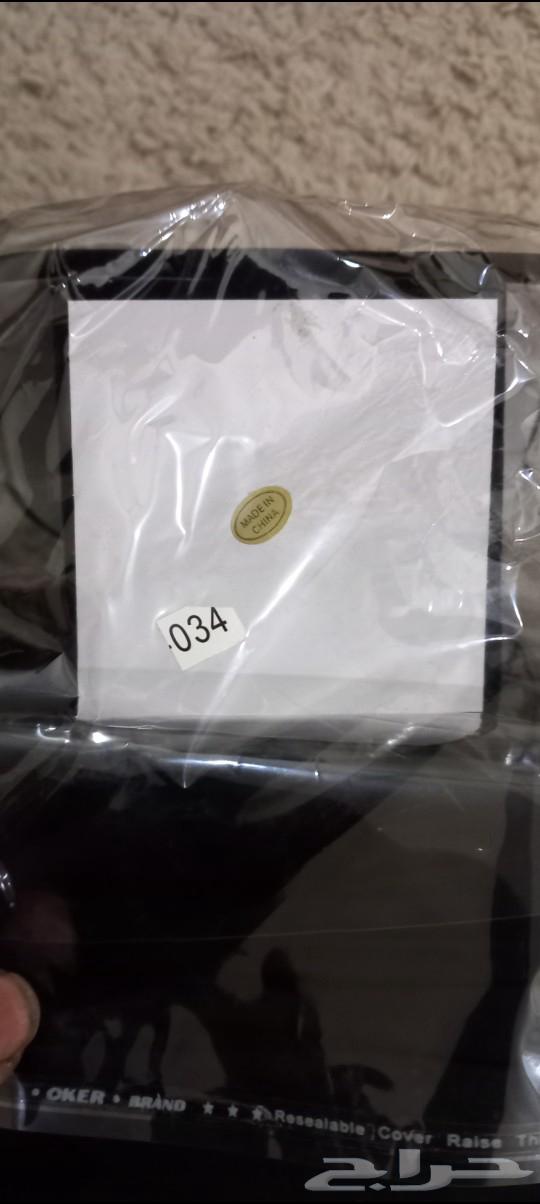 MADE IN
CHINA
.034
• OKER • BRAND ★ ★ ★ Resealable Cover Raise Th
حراج